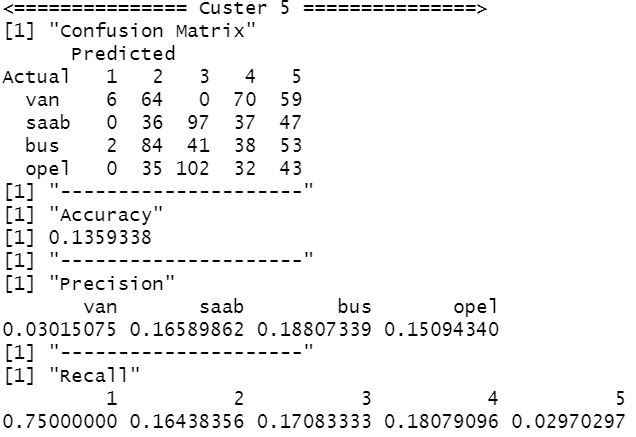 <=============== Custer 5 ===============>
[1] "Confusion Matrix"
      Predicted
Actual   1   2   3   4   5
  van    6  64   0  70  59
  saab   0  36  97  37  47
  bus    2  84  41  38  53
  opel   0  35 102  32  43
[1] "---------------------"
[1] "Accuracy"
[1] 0.1359338
[1] "---------------------"
[1] "Precision"
       van       saab        bus       opel
0.03015075 0.16589862 0.18807339 0.15094340
[1] "---------------------"
[1] "Recall"
         1          2          3          4          5
0.75000000 0.16438356 0.17083333 0.18079096 0.02970297